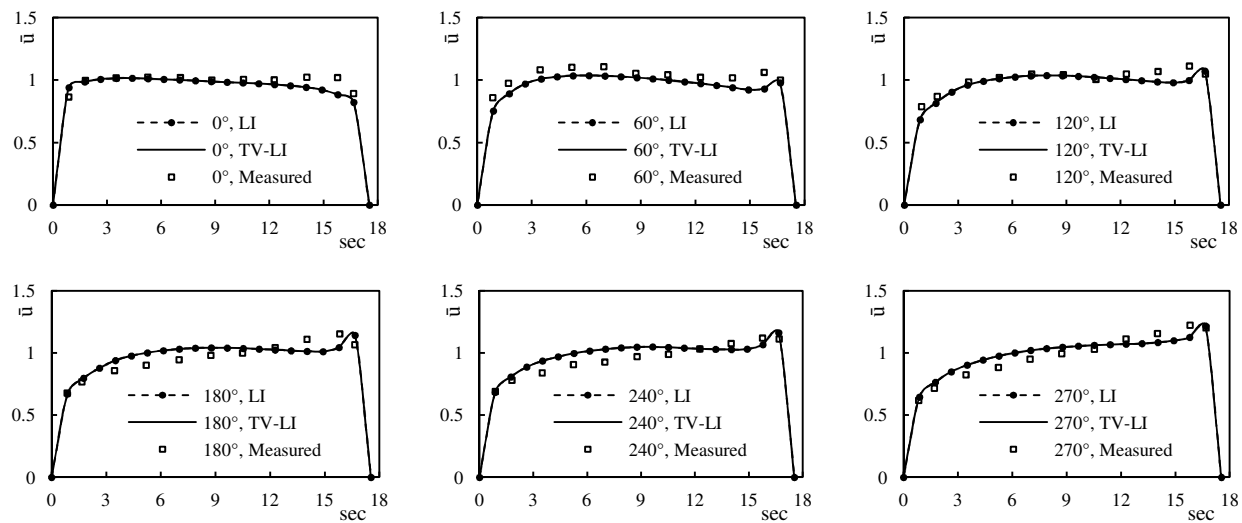 1.5
ū
1
0.5
0
0°, LI
0°, TV-LI
0°, Measured
0 3 6 9 12 15 18
sec
1.5
ū
1
0.5
0
60°, LI
60°, TV-LI
60°, Measured
0 3 6 9 12 15 18
sec
1.5
ū
1
0.5
0
120°, LI
120°, TV-LI
120°, Measured
0 3 6 9 12 15 18
sec
1.5
ū
1
0.5
0
180°, LI
180°, TV-LI
180°, Measured
0 3 6 9 12 15 18
sec
1.5
ū
1
0.5
0
240°, LI
240°, TV-LI
240°, Measured
0 3 6 9 12 15 18
sec
1.5
ū
1
0.5
0
270°, LI
270°, TV-LI
270°, Measured
0 3 6 9 12 15 18
sec